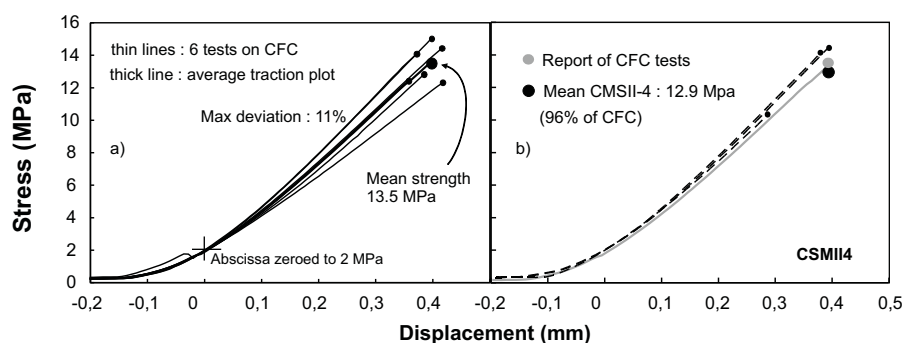 Stress (MPa)
16
14
12
10
8
6
4
2
0
thin lines : 6 tests on CFC
thick line : average traction plot
Max deviation : 11%
a)
Mean strength
13.5 MPa
Abscissa zeroed to 2 MPa
-0,2
-0,1
0
0,1
0,2
0,3
0,4
Report of CFC tests
Mean CMSII-4 : 12.9 Mpa
(96% of CFC)
b)
CSMII4
-0,2
-0,1
0
0,1
0,2
0,3
0,4
0,5
Displacement (mm)